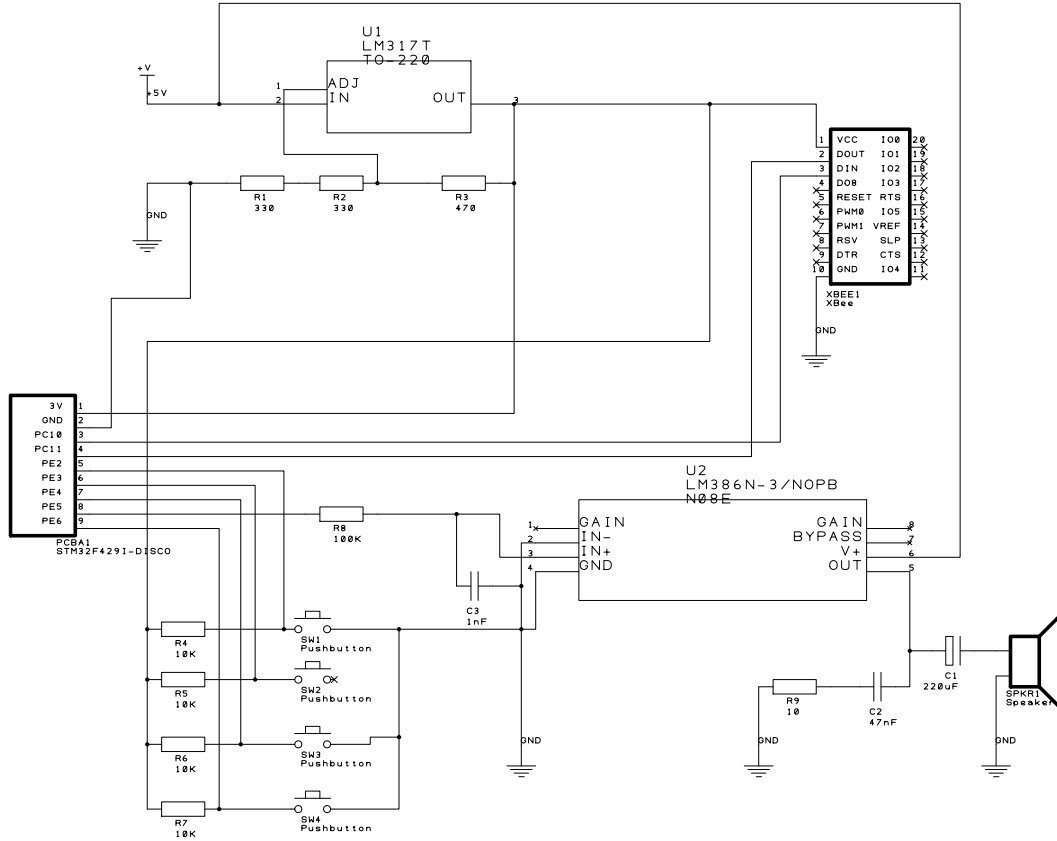 U1
LM317T
TO-220
+V
+5V
1 ADJ
2 IN
OUT 3
R1
330
R2
330
R3
470
GND
1 VCC IO0 20
2 DOUT IO1 19
3 DIN IO2 18
4 DO8 IO3 17
5 RESET RTS 16
6 PWM0 IO5 15
7 PWM1 VREF 14
8 RSV SLP 13
9 DTR CTS 12
10 GND IO4 11
XBEE1
XBee
GND
3V 1
GND 2
PC10 3
PC11 4
PE2 5
PE3 6
PE4 7
PE5 8
PE6 9
PCBA1
STM32F429I-DISCO
R8
100K
C3
1nF
U2
LM386N-3/NOPB
N08E
1 GAIN GAIN 8
2 IN- BYPASS 7
3 IN+ V+ 6
4 GND OUT 5
R4
10K
SW1
Pushbutton
R5
10K
SW2
Pushbutton
R6
10K
SW3
Pushbutton
R7
10K
SW4
Pushbutton
GND
R9
10
C2
47nF
C1
220uF
SPKR1
Speaker
GND
GND